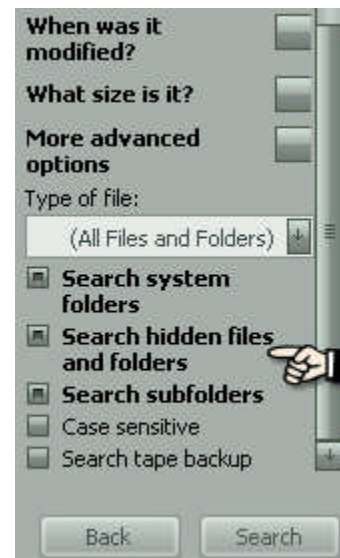 When was it
modified?
What size is it?
More advanced
options
Type of file:
(All Files and Folders)
Search system
folders
Search hidden files
and folders
Search subfolders
Case sensitive
Search tape backup
Back
Search